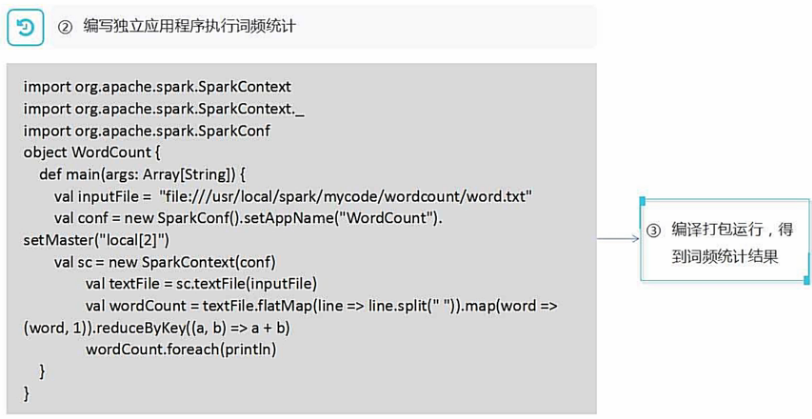 ② 编写独立应用程序执行词频统计
import org.apache.spark.SparkContext
import org.apache.spark.SparkContext._
import org.apache.spark.SparkConf
object WordCount {
def main(args: Array[String]) {
val inputFile = "file:///usr/local/spark/mycode/wordcount/word.txt"
val conf = new SparkConf().setAppName("WordCount").
setMaster("local[2]")
val sc = new SparkContext(conf)
val textFile = sc.textFile(inputFile)
val wordCount = textFile.flatMap(line => line.split(" ")).map(word =>
(word, 1)).reduceByKey((a, b) => a + b)
wordCount.foreach(println)
}
}
③ 编译打包运行，得
到词频统计结果